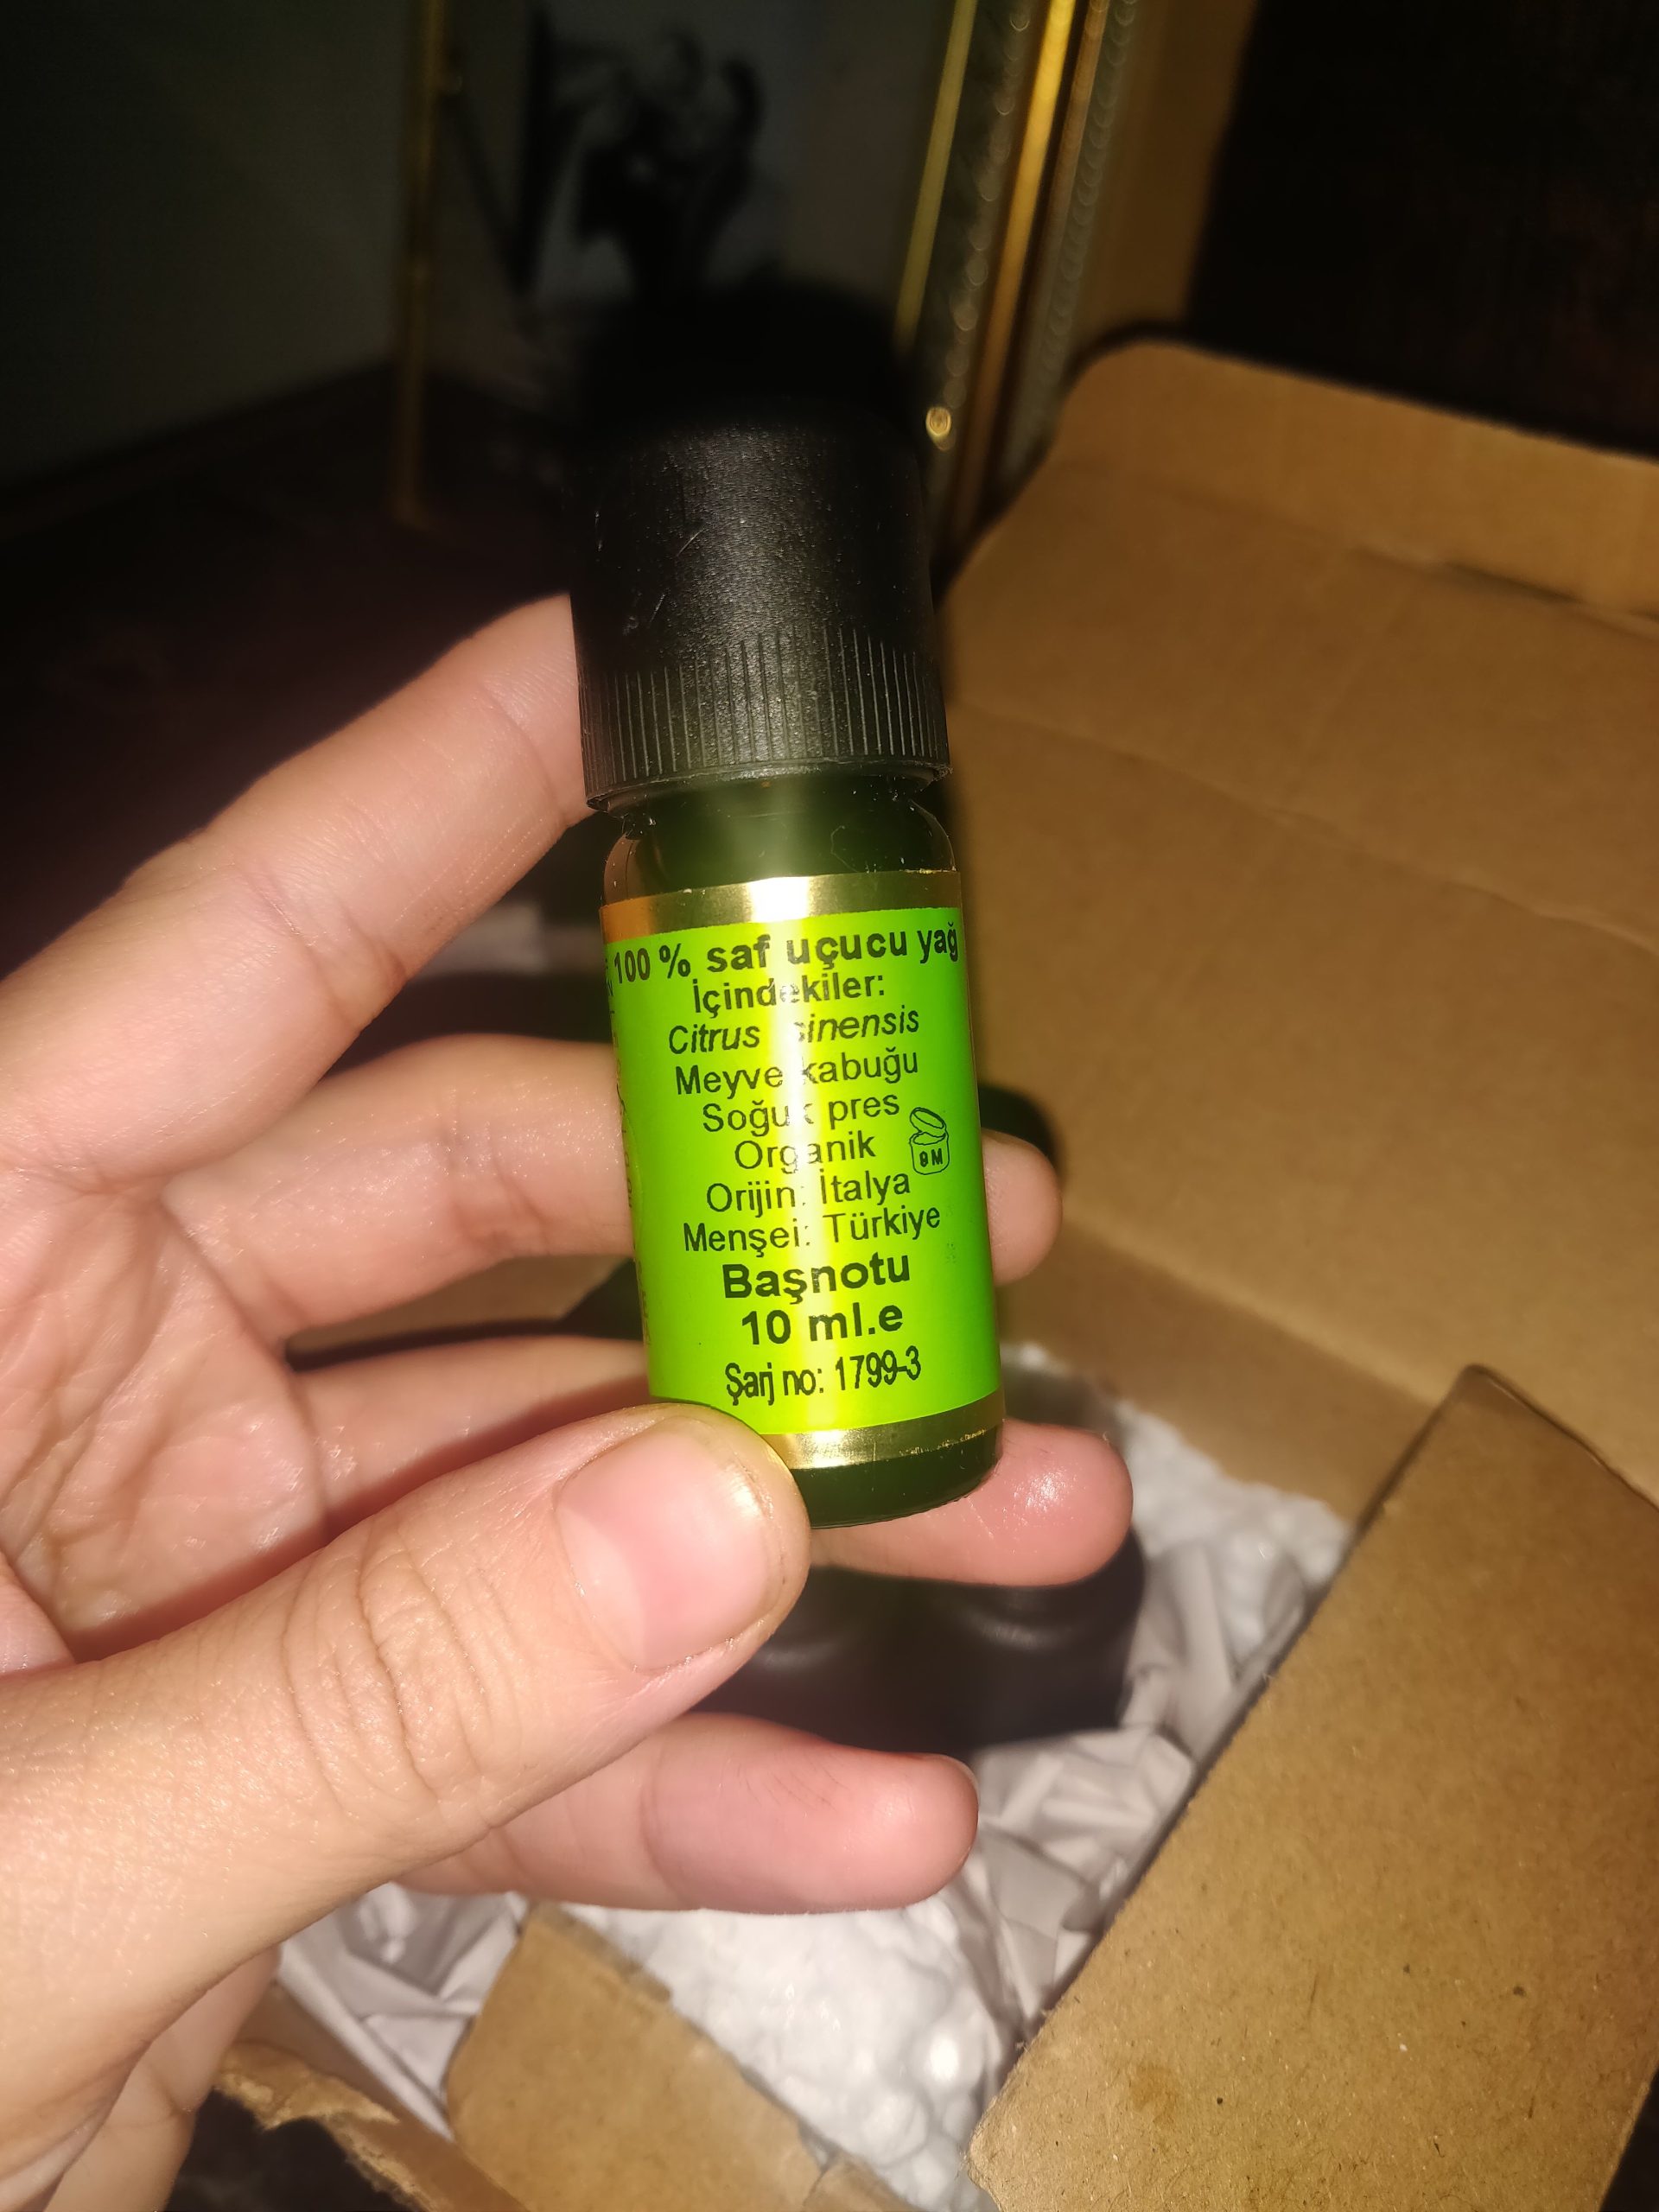 100 % saf uçucu yağ
İçindekiler:
Citrus sinensis
Meyve kabuğu
Soğuk pres
Organik
9 M
Orijin: İtalya
Menşei: Türkiye
Başnotu
10 ml.e
Şarj no: 1799-3